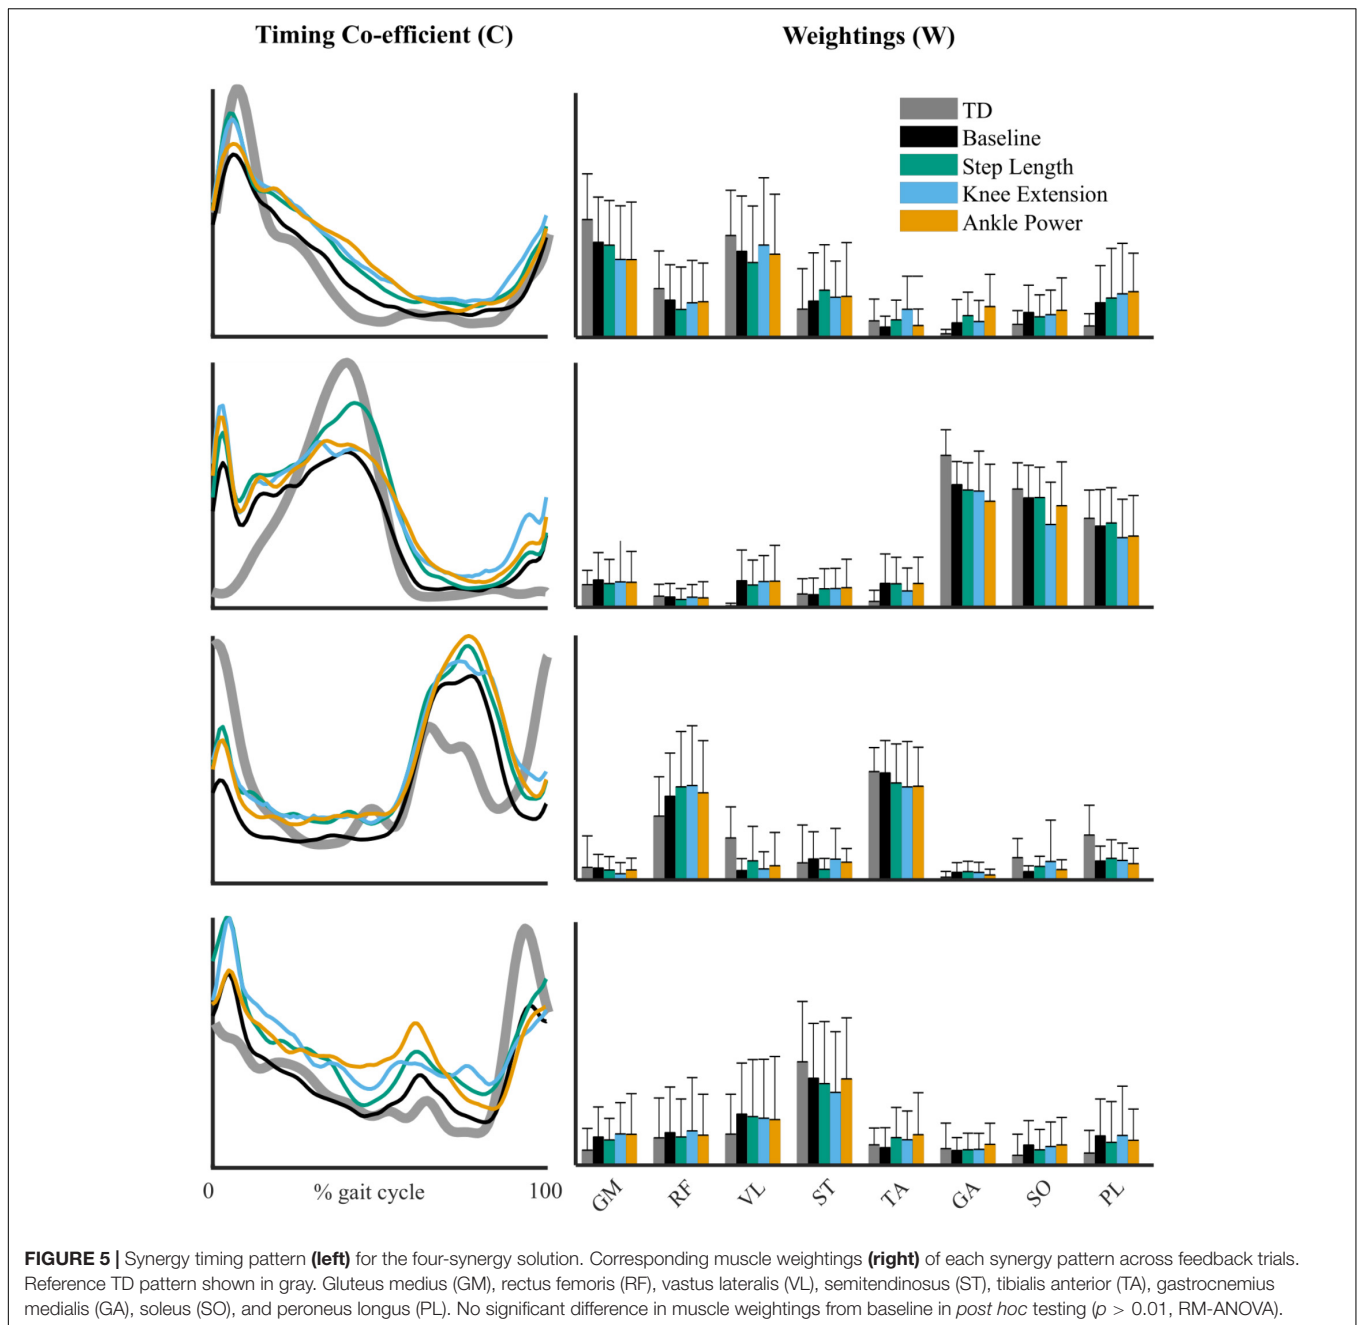 Timing Co-efficient (C)
Weightings (W)
TD
Baseline
Step Length
Knee Extension
Ankle Power
0
% gait cycle
100
GM
RF
VL
ST
TA
GA
SO
PL
FIGURE 5 | Synergy timing pattern (left) for the four-synergy solution. Corresponding muscle weightings (right) of each synergy pattern across feedback trials.
Reference TD pattern shown in gray. Gluteus medius (GM), rectus femoris (RF), vastus lateralis (VL), semitendinosus (ST), tibialis anterior (TA), gastrocnemius
medialis (GA), soleus (SO), and peroneus longus (PL). No significant difference in muscle weightings from baseline in post hoc testing (p > 0.01, RM-ANOVA).